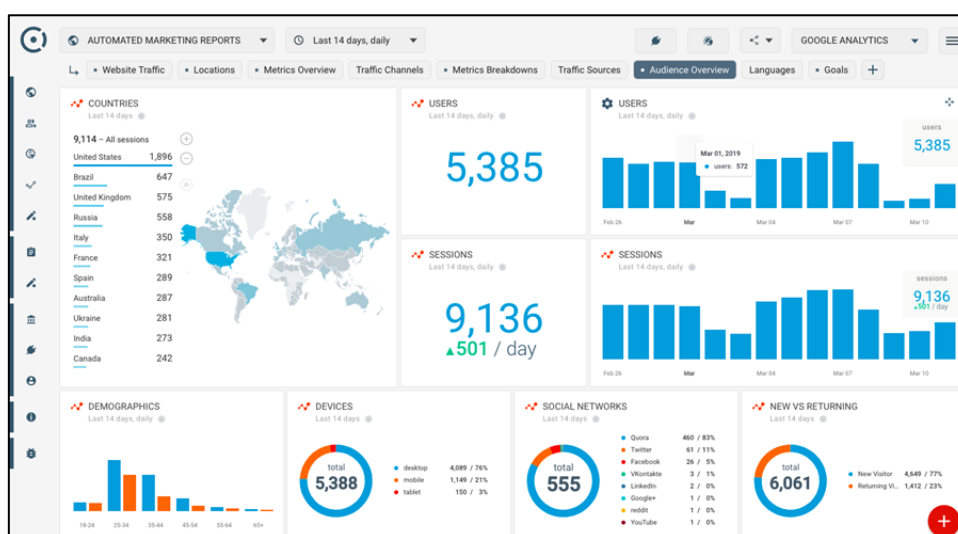 AUTOMATED MARKETING REPORTS
Last 14 days, daily
GOOGLE ANALYTICS
• Website Traffic
• Locations
• Metrics Overview
Traffic Channels
• Metrics Breakdowns
Traffic Sources
• Audience Overview
Languages
• Goals
+
COUNTRIES
Last 14 days
9,114 – All sessions
United States 1,896
Brazil 647
United Kingdom 575
Russia 558
Italy 350
France 321
Spain 289
Australia 287
Ukraine 281
India 273
Canada 242
USERS
Last 14 days, daily
5,385
USERS
Last 14 days, daily
users
5,385
Mar 01, 2019
users: 572
Feb 26 Mar Mar 04 Mar 07 Mar 10
SESSIONS
Last 14 days, daily
9,136
▲501 / day
SESSIONS
Last 14 days, daily
sessions
9,136
▲501 / day
Feb 26 Mar Mar 04 Mar 07 Mar 10
DEMOGRAPHICS
Last 14 days, daily
18-24 25-34 35-44 45-54 55-64 65+
DEVICES
Last 14 days
total
5,388
desktop 4,089 / 76%
mobile 1,149 / 21%
tablet 150 / 3%
SOCIAL NETWORKS
Last 14 days
total
555
Quora 460 / 83%
Twitter 61 / 11%
Facebook 26 / 5%
VKontakte 3 / 1%
LinkedIn 2 / 0%
Google+ 1 / 0%
reddit 1 / 0%
YouTube 1 / 0%
NEW VS RETURNING
Last 14 days
total
6,061
New Visitor 4,649 / 77%
Returning Vi... 1,412 / 23%
+